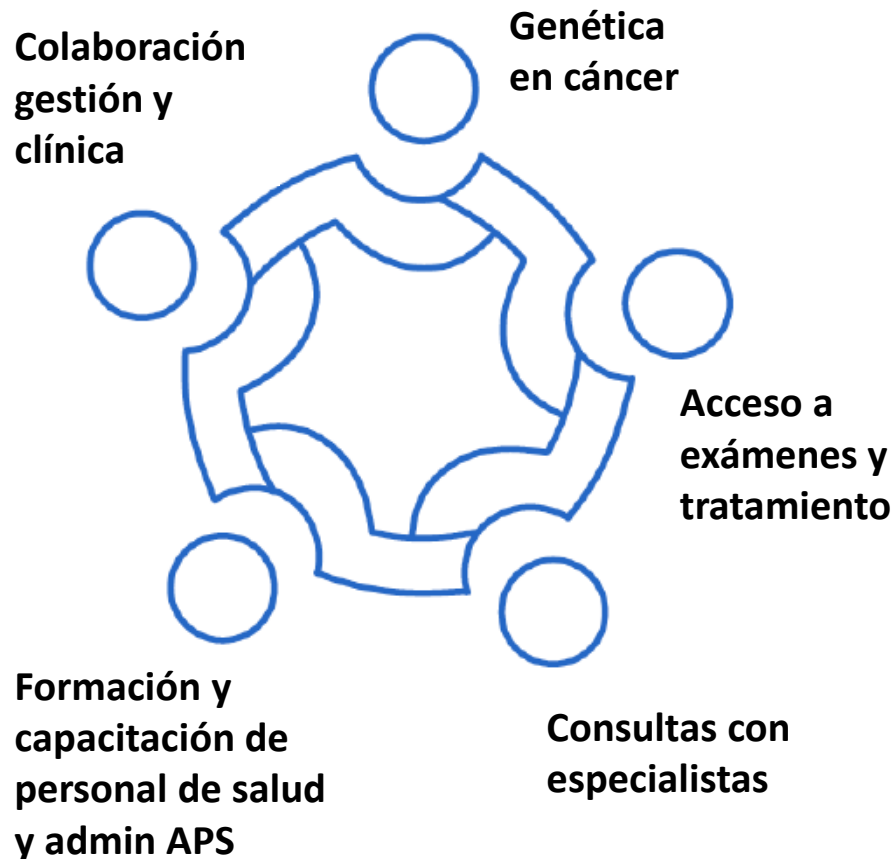 Colaboración
gestión y
clínica
Genética
en cáncer
Acceso a
exámenes y
tratamiento
Consultas con
especialistas
Formación y
capacitación de
personal de salud
y admin APS